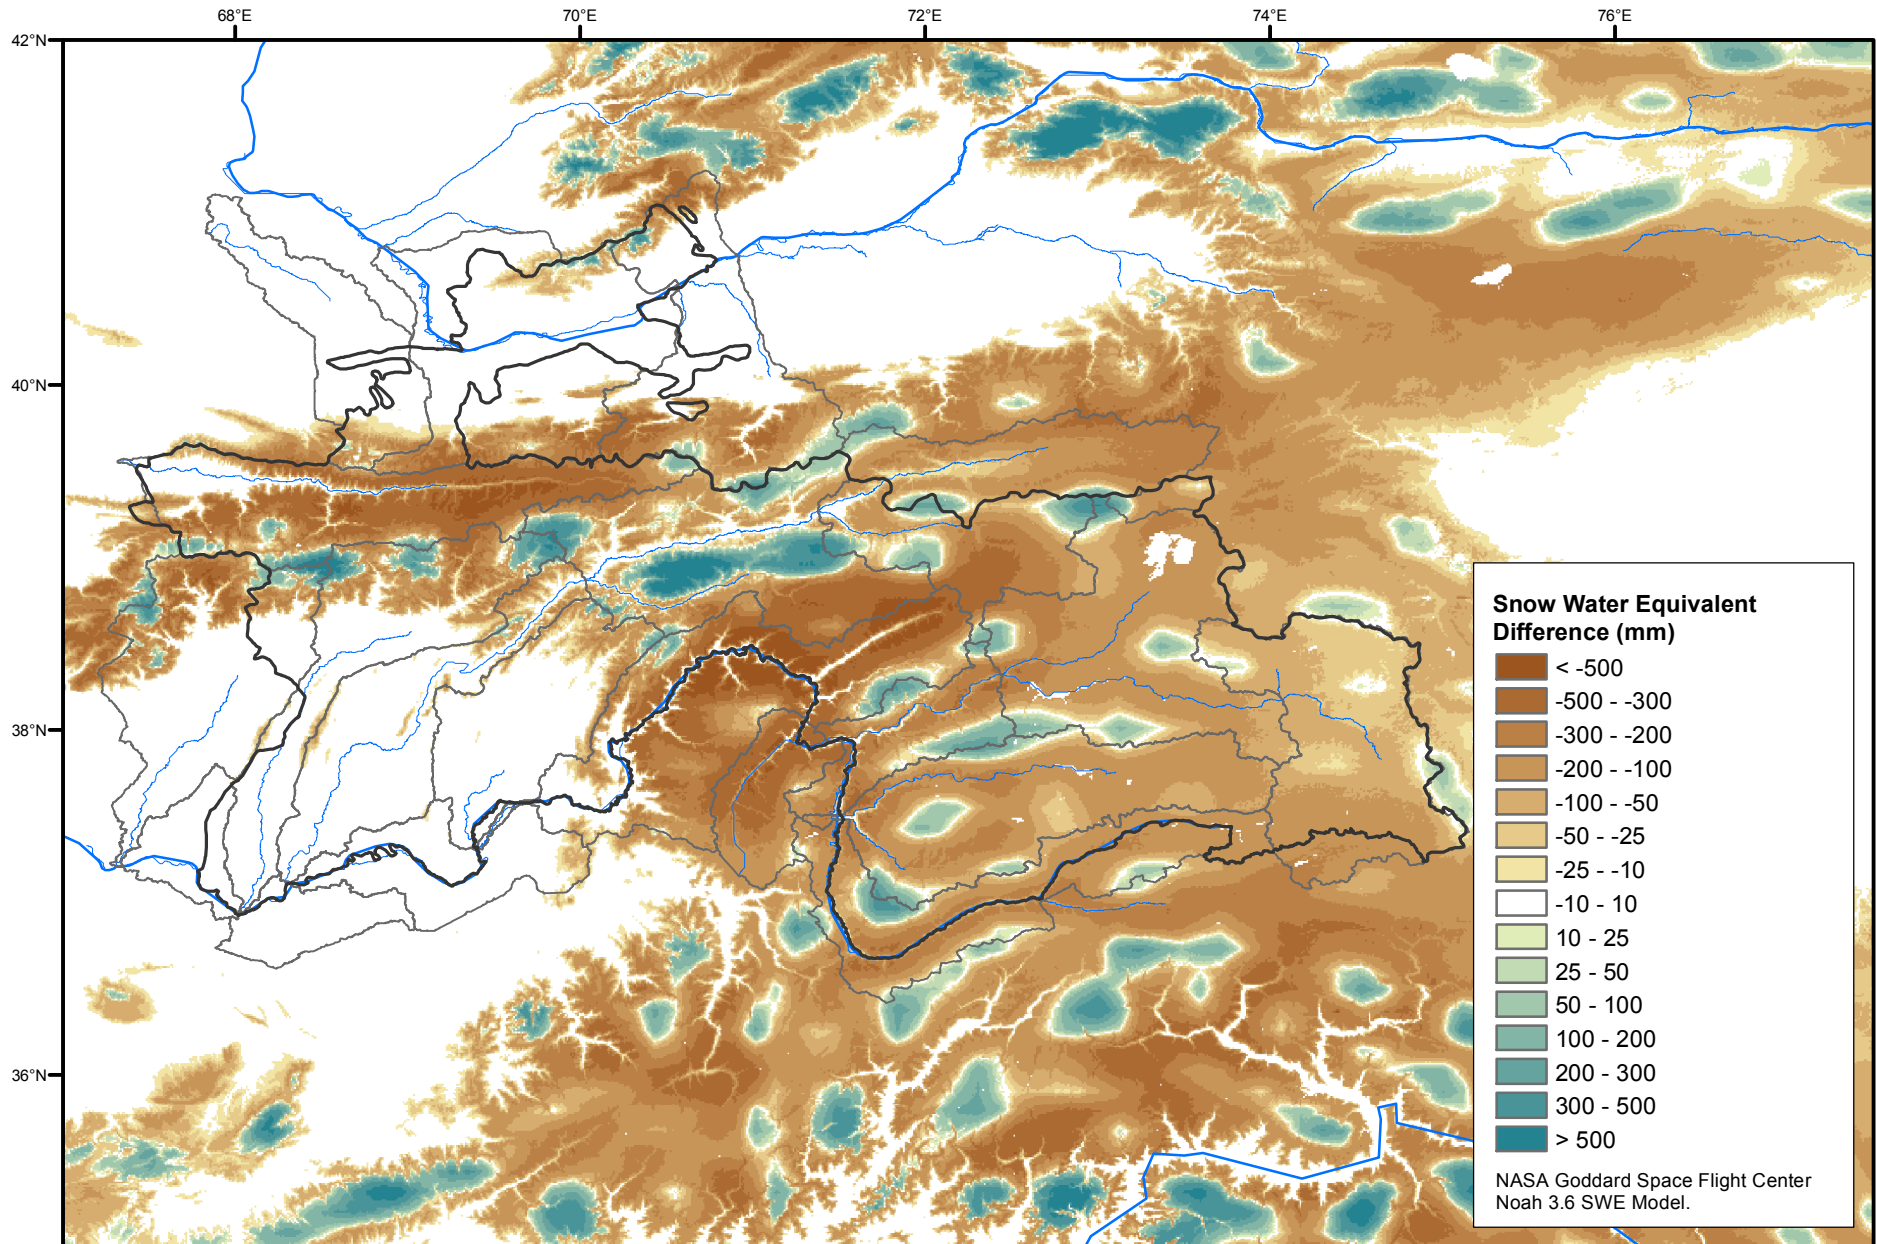 68°E 70°E 72°E 74°E 76°E
42°N
40°N
38°N
36°N
Snow Water Equivalent
Difference (mm)
< -500
-500 - -300
-300 - -200
-200 - -100
-100 - -50
-50 - -25
-25 - -10
-10 - 10
10 - 25
25 - 50
50 - 100
100 - 200
200 - 300
300 - 500
> 500
NASA Goddard Space Flight Center
Noah 3.6 SWE Model.